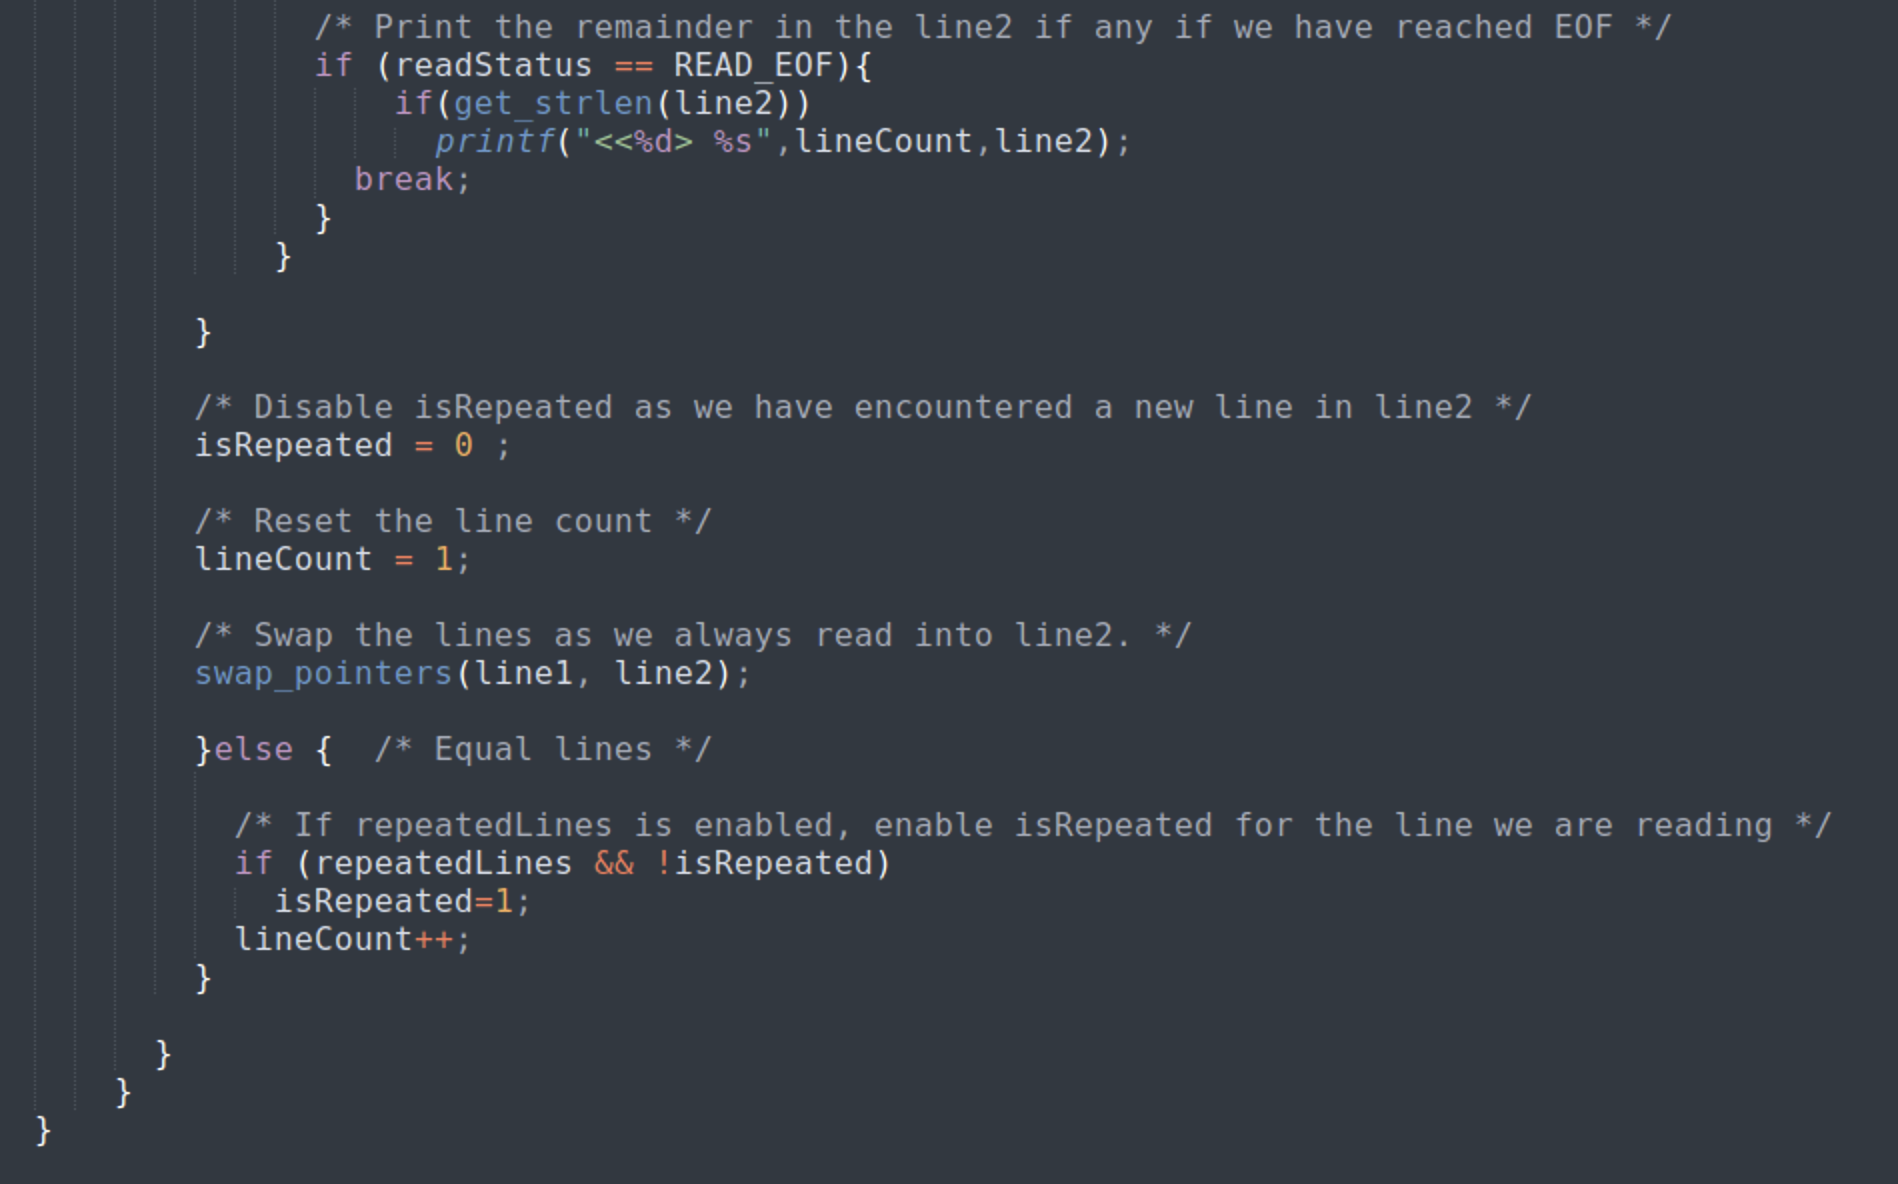 /* Print the remainder in the line2 if any if we have reached EOF */
if (readStatus == READ_EOF){
if(get_strlen(line2))
printf("<<%d> %s",lineCount,line2);
break;
}
}
}
/* Disable isRepeated as we have encountered a new line in line2 */
isRepeated = 0 ;
/* Reset the line count */
lineCount = 1;
/* Swap the lines as we always read into line2. */
swap_pointers(line1, line2);
}else {  /* Equal lines */
/* If repeatedLines is enabled, enable isRepeated for the line we are reading */
if (repeatedLines && !isRepeated)
isRepeated=1;
lineCount++;
}
}
}
}